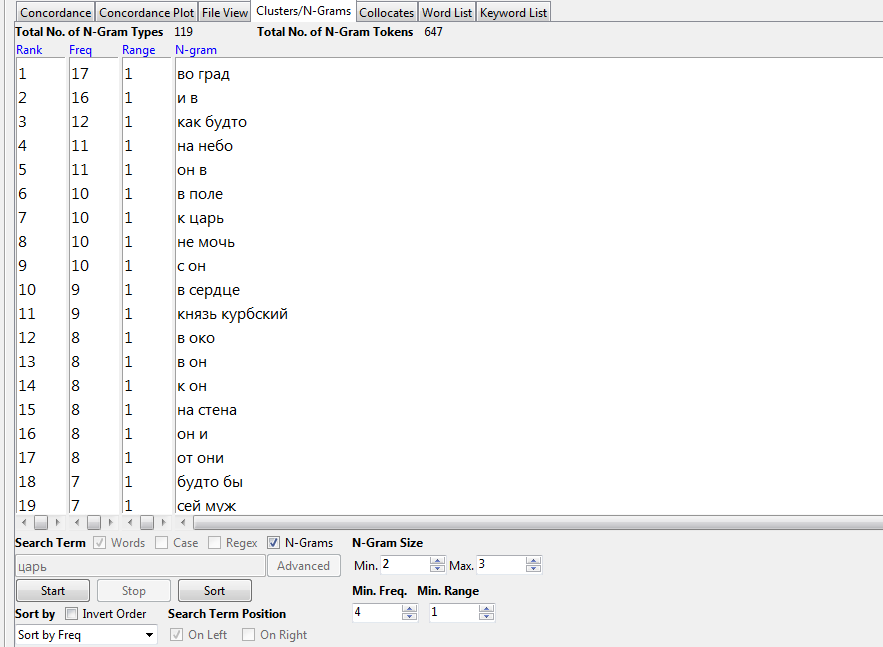 Concordance Concordance Plot File View Clusters/N-Grams Collocates Word List Keyword List
Total No. of N-Gram Types 119 Total No. of N-Gram Tokens 647
Rank Freq Range N-gram
1 17 1 во град
2 16 1 и в
3 12 1 как будто
4 11 1 на небо
5 11 1 он в
6 10 1 в поле
7 10 1 к царь
8 10 1 не мочь
9 10 1 с он
10 9 1 в сердце
11 9 1 князь курбский
12 8 1 в око
13 8 1 в он
14 8 1 к он
15 8 1 на стена
16 8 1 он и
17 8 1 от они
18 7 1 будто бы
19 7 1 сей муж
Search Term Words Case Regex N-Grams N-Gram Size
царь Advanced Min. 2 Max. 3
Start Stop Sort Min. Freq. Min. Range
Sort by Invert Order Search Term Position 4 1
Sort by Freq On Left On Right